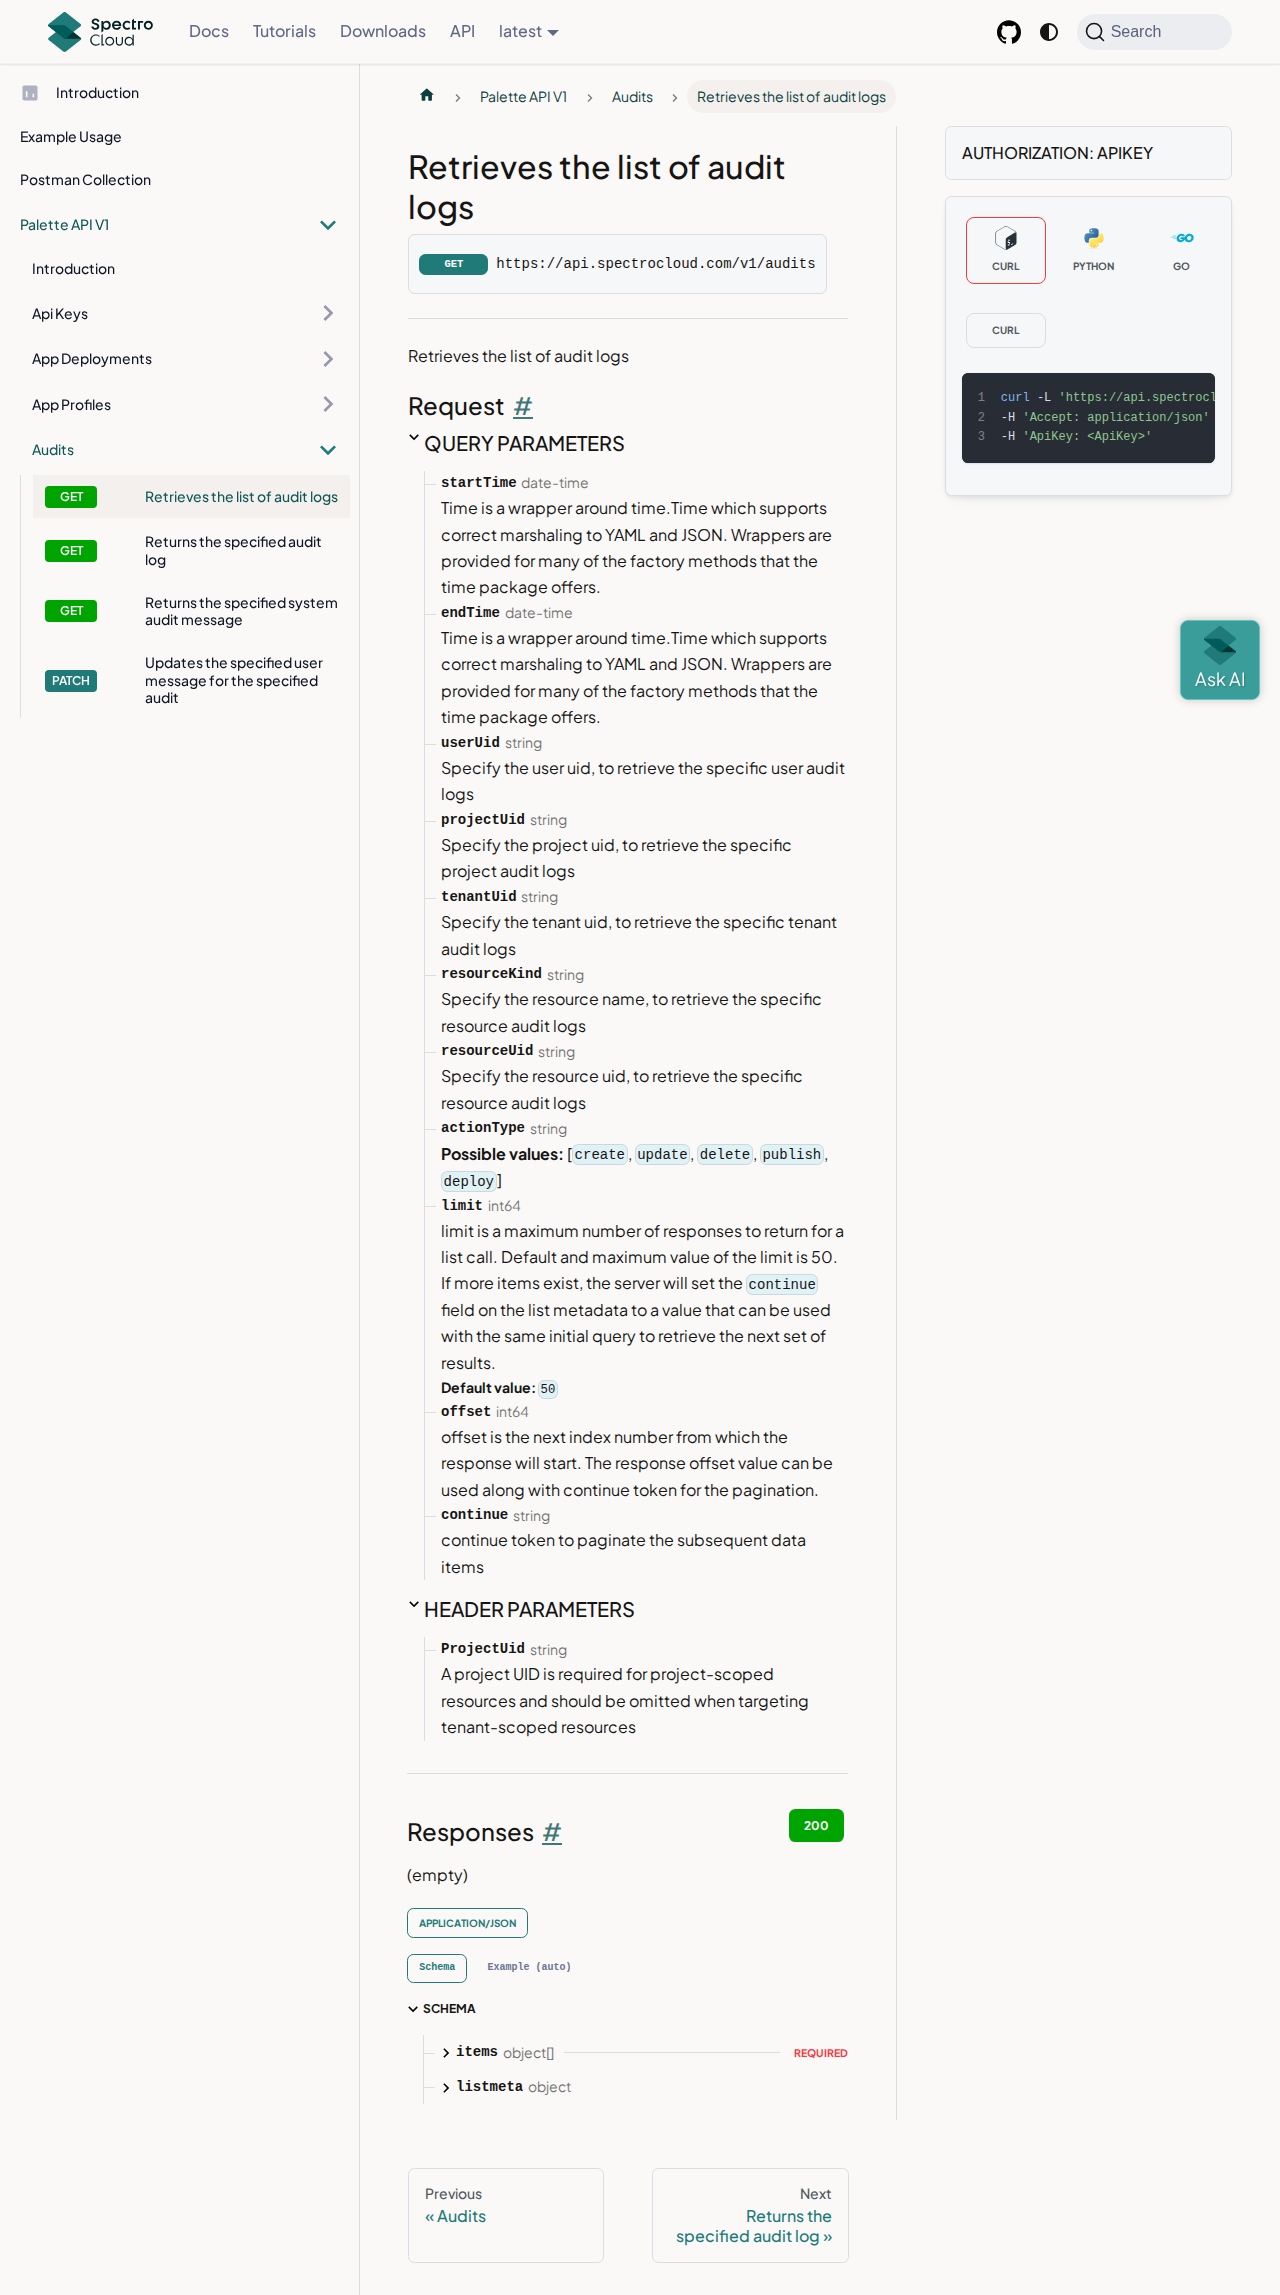 Spectro
Cloud
Docs
Tutorials
Downloads
API
latest
Search
Introduction
Example Usage
Postman Collection
Palette API V1
Introduction
Api Keys
App Deployments
App Profiles
Audits
GET
Retrieves the list of audit logs
GET
Returns the specified audit
log
GET
Returns the specified system
audit message
PATCH
Updates the specified user
message for the specified
audit
Palette API V1
Audits
Retrieves the list of audit logs
Retrieves the list of audit
logs
GET https://api.spectrocloud.com/v1/audits
Retrieves the list of audit logs
Request #
QUERY PARAMETERS
startTime date-time
Time is a wrapper around time.Time which supports
correct marshaling to YAML and JSON. Wrappers are
provided for many of the factory methods that the
time package offers.
endTime date-time
Time is a wrapper around time.Time which supports
correct marshaling to YAML and JSON. Wrappers are
provided for many of the factory methods that the
time package offers.
userUid string
Specify the user uid, to retrieve the specific user audit
logs
projectUid string
Specify the project uid, to retrieve the specific
project audit logs
tenantUid string
Specify the tenant uid, to retrieve the specific tenant
audit logs
resourceKind string
Specify the resource name, to retrieve the specific
resource audit logs
resourceUid string
Specify the resource uid, to retrieve the specific
resource audit logs
actionType string
Possible values: [create, update, delete, publish,
deploy]
limit int64
limit is a maximum number of responses to return for a
list call. Default and maximum value of the limit is 50.
If more items exist, the server will set the continue
field on the list metadata to a value that can be used
with the same initial query to retrieve the next set of
results.
Default value: 50
offset int64
offset is the next index number from which the
response will start. The response offset value can be
used along with continue token for the pagination.
continue string
continue token to paginate the subsequent data
items
HEADER PARAMETERS
ProjectUid string
A project UID is required for project-scoped
resources and should be omitted when targeting
tenant-scoped resources
Responses #
200
(empty)
APPLICATION/JSON
Schema
Example (auto)
SCHEMA
items object[]
REQUIRED
listmeta object
Previous
« Audits
Next
Returns the
specified audit log »
AUTHORIZATION: APIKEY
CURL
PYTHON
GO
GO
CURL
1 curl -L 'https://api.spectrocl
2 -H 'Accept: application/json'
3 -H 'ApiKey: <ApiKey>'
Ask AI